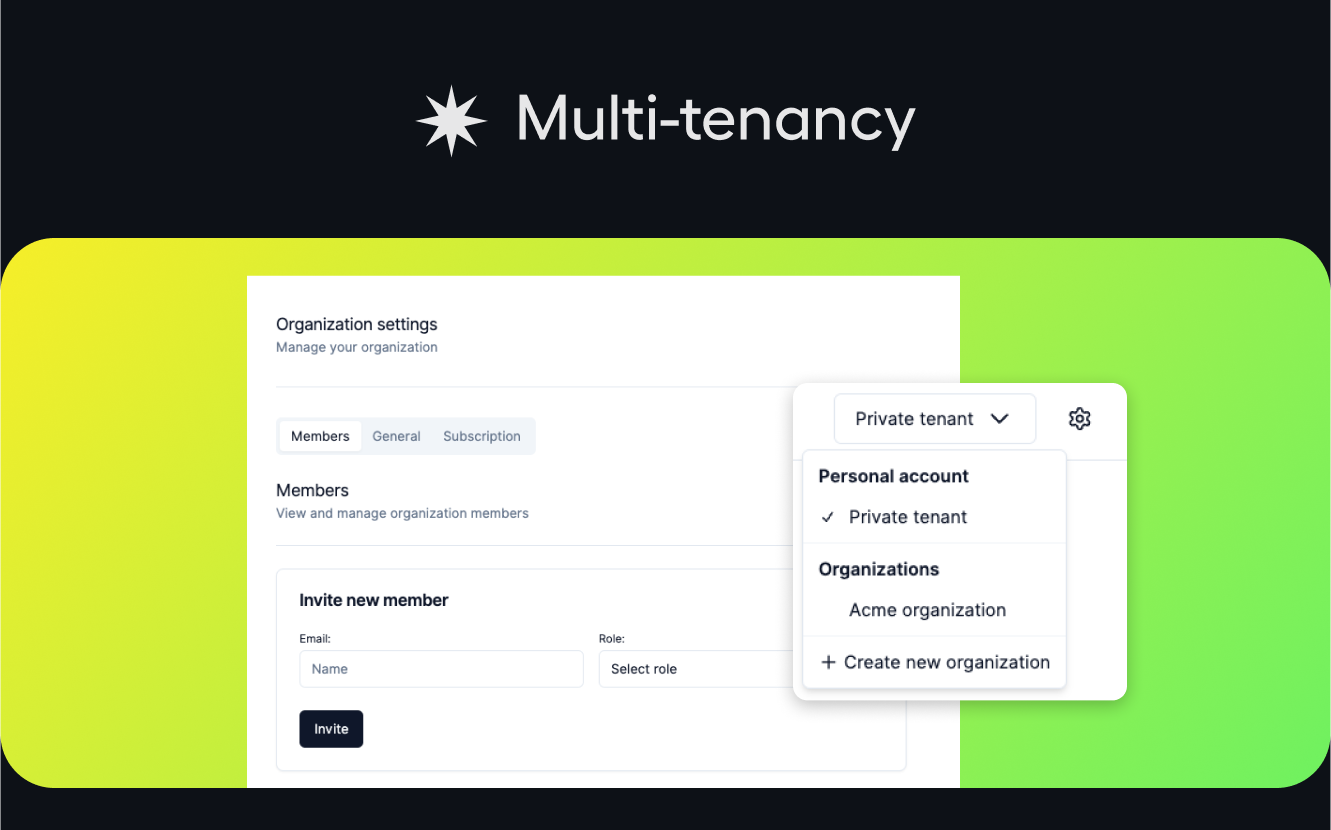 Multi-tenancy
Organization settings
Manage your organization
Members General Subscription
Members
View and manage organization members
Invite new member
Email:
Name
Role:
Select role
Invite
Private tenant
Personal account
Private tenant
Organizations
Acme organization
Create new organization